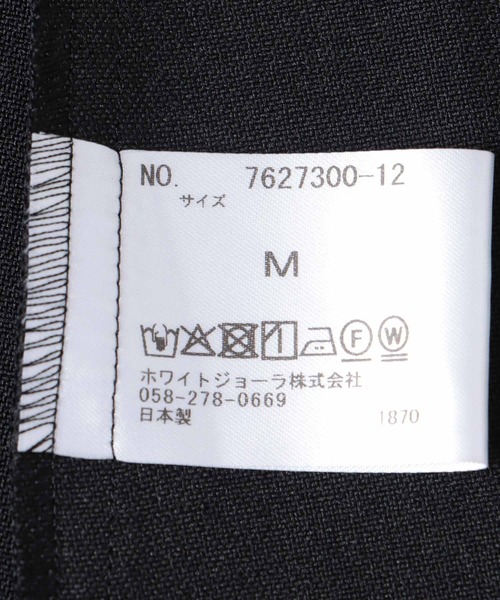 NO. 7627300-12
サイズ
M
F W
ホワイトジョーラ株式会社
058-278-0669
日本製 1870